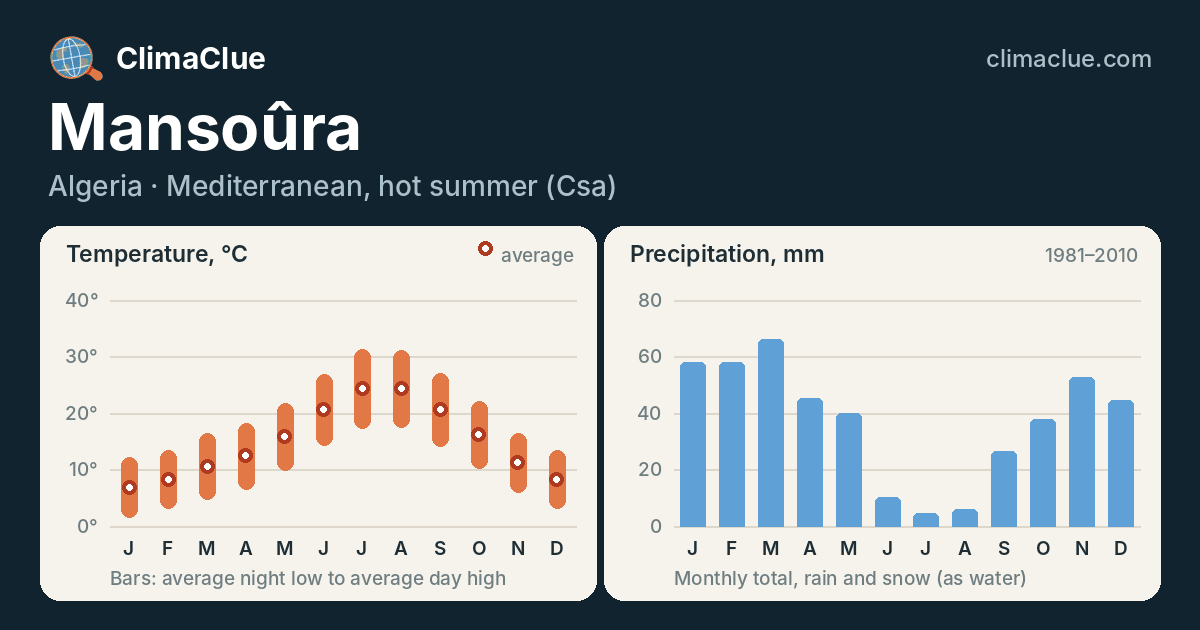 ClimaClue
climaclue.com
Mansoûra
Algeria · Mediterranean, hot summer (Csa)
Temperature, °C
average
40°
30°
20°
10°
0°
J F M A M J J A S O N D
Bars: average night low to average day high
Precipitation, mm
1981–2010
80
60
40
20
0
J F M A M J J A S O N D
Monthly total, rain and snow (as water)